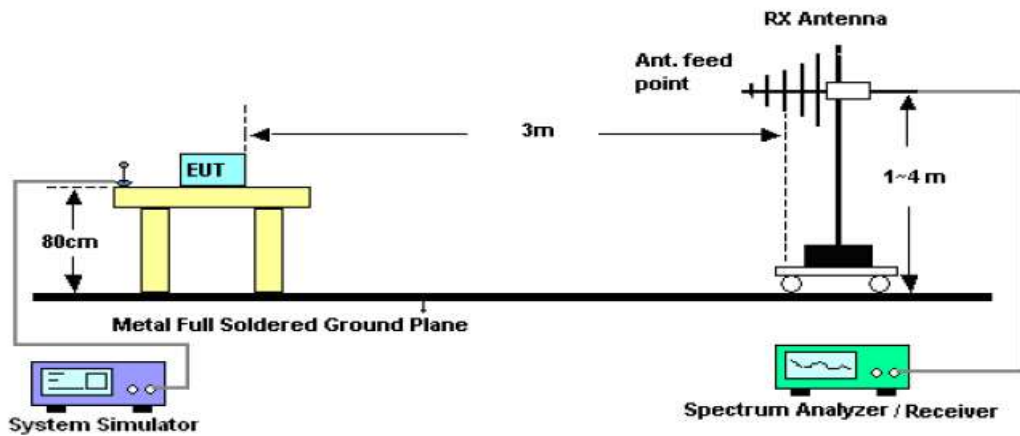 RX Antenna
Ant. feed
point
3m
EUT
1~4 m
80cm
Metal Full Soldered Ground Plane
System Simulator
Spectrum Analyzer / Receiver